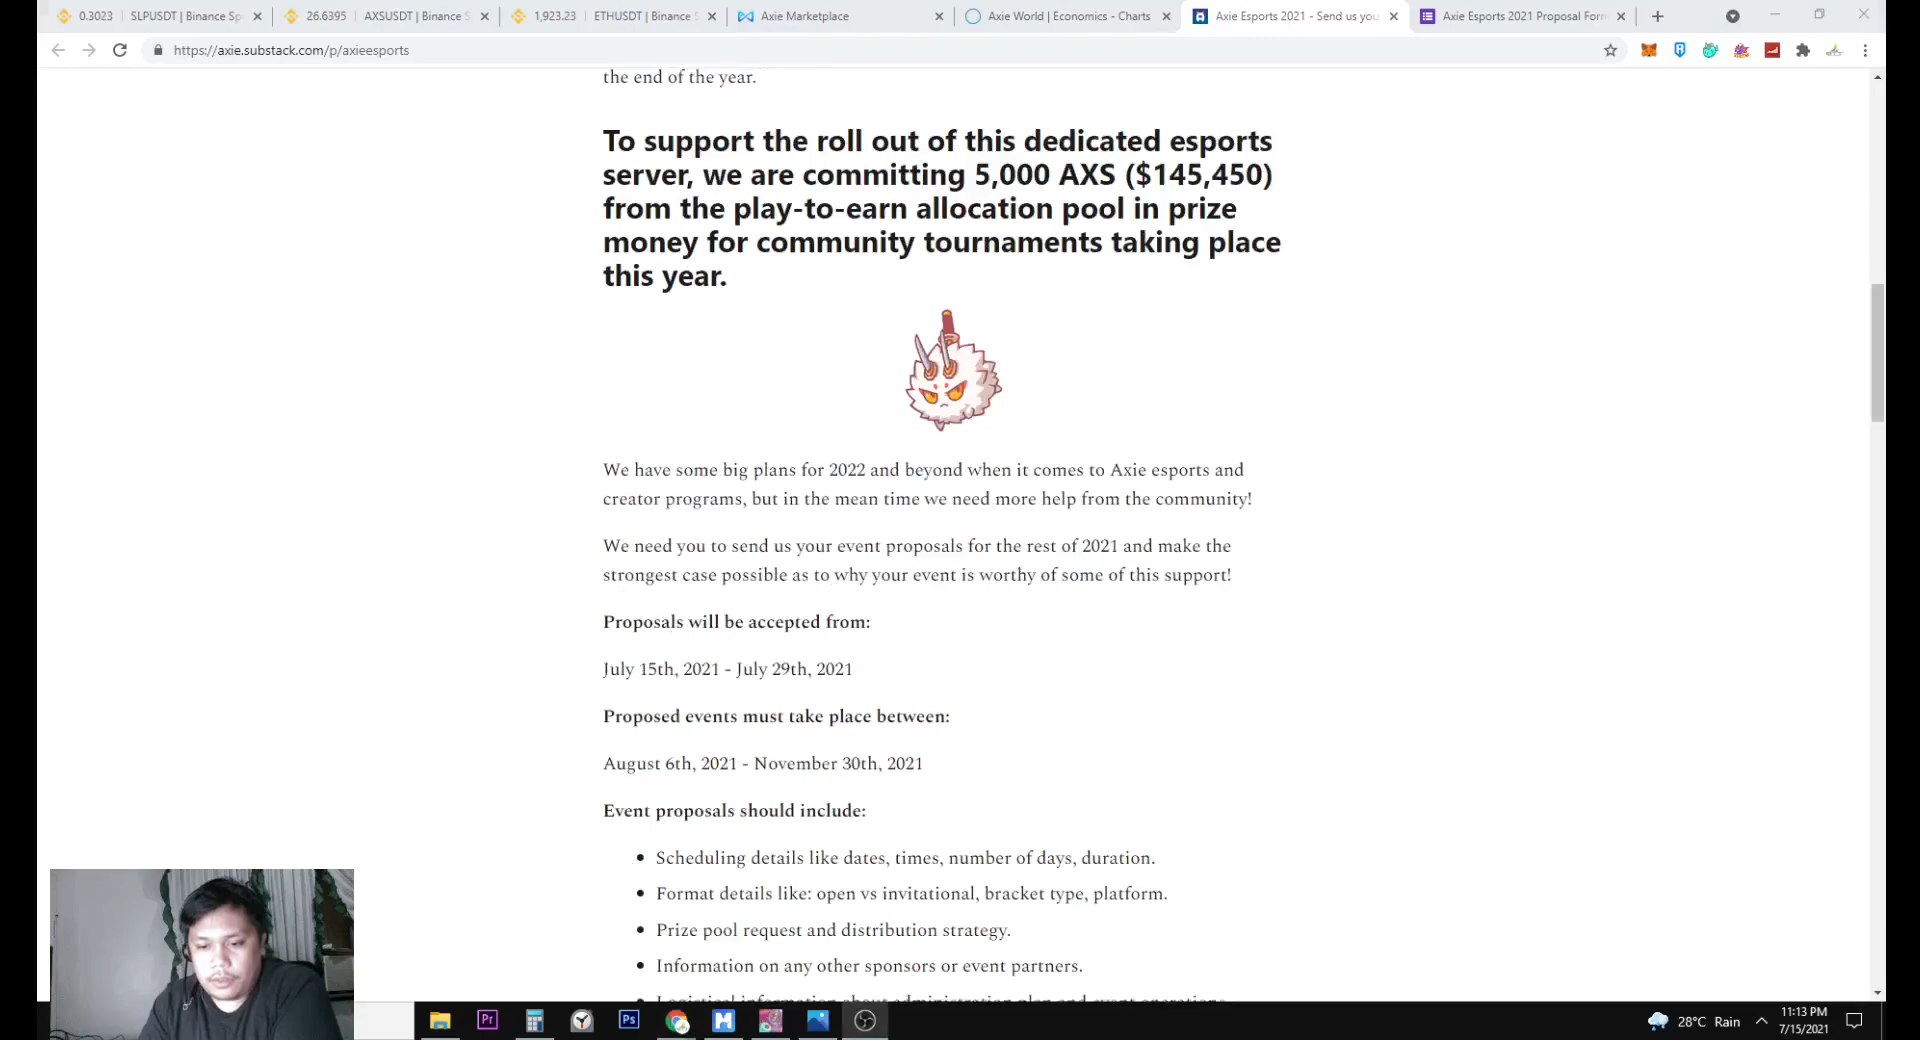 0.3023 | SLPUSDT | Binance Sp
26.6395 | AXSUSDT | Binance S
1,923.23 | ETHUSDT | Binance S
Axie Marketplace
Axie World | Economics - Charts
Axie Esports 2021 - Send us you
Axie Esports 2021 Proposal Form
https://axie.substack.com/p/axieesports
the end of the year.
To support the roll out of this dedicated esports
server, we are committing 5,000 AXS ($145,450)
from the play-to-earn allocation pool in prize
money for community tournaments taking place
this year.
We have some big plans for 2022 and beyond when it comes to Axie esports and
creator programs, but in the mean time we need more help from the community!
We need you to send us your event proposals for the rest of 2021 and make the
strongest case possible as to why your event is worthy of some of this support!
Proposals will be accepted from:
July 15th, 2021 - July 29th, 2021
Proposed events must take place between:
August 6th, 2021 - November 30th, 2021
Event proposals should include:
• Scheduling details like dates, times, number of days, duration.
• Format details like: open vs invitational, bracket type, platform.
• Prize pool request and distribution strategy.
• Information on any other sponsors or event partners.
• Logistical information about administration plan and event operations.
Pr
Ps
28°C Rain
11:13 PM
7/15/2021